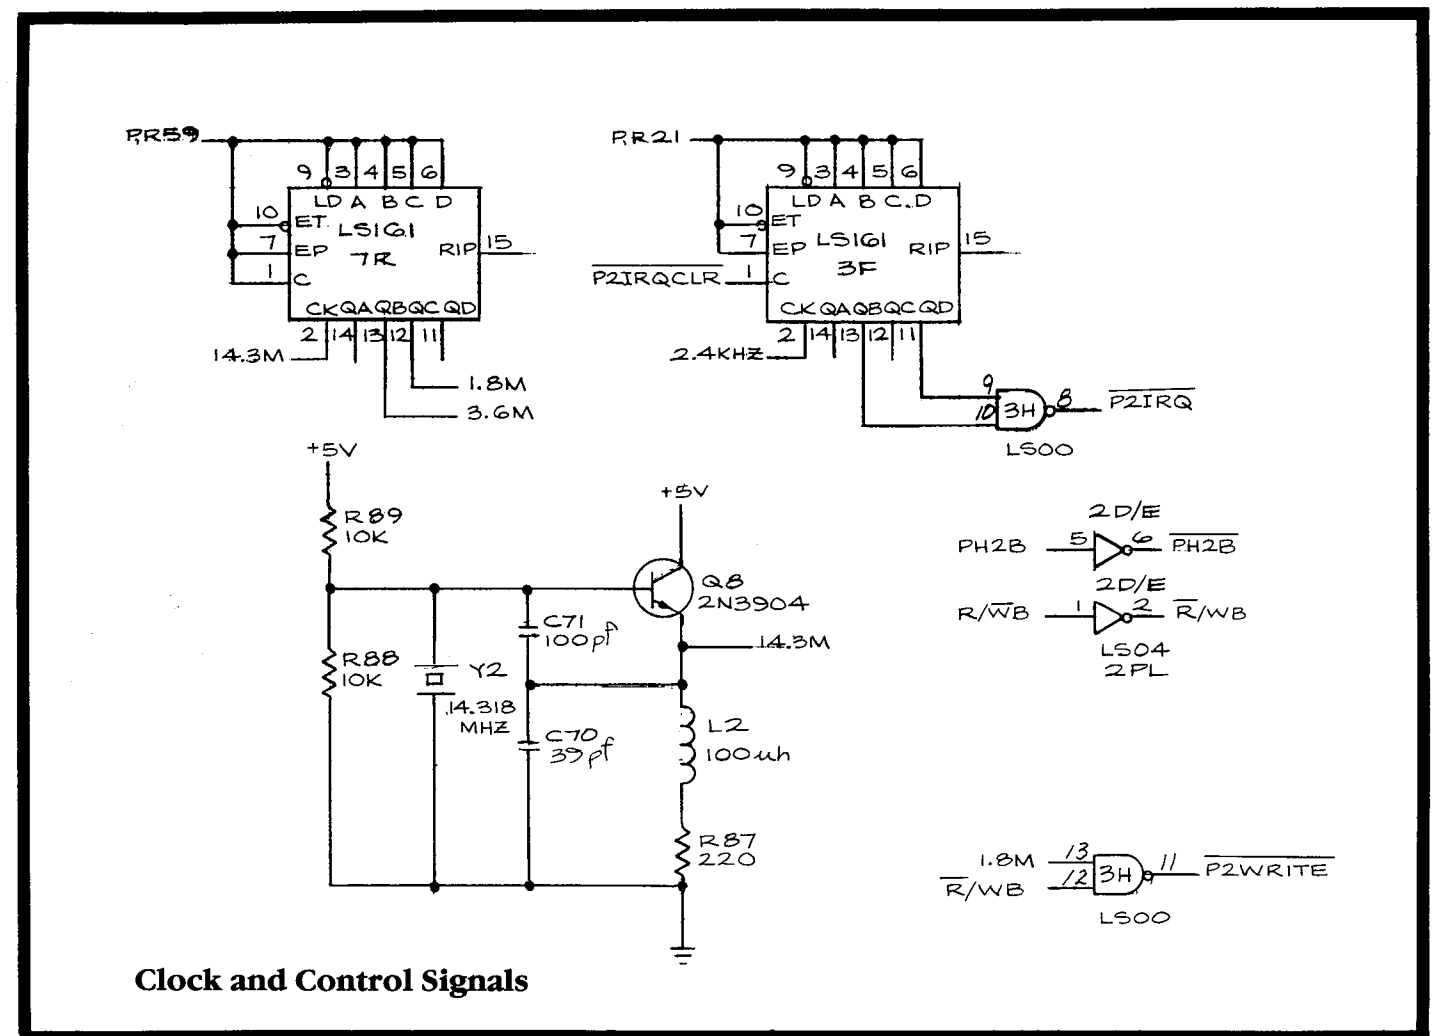 P,R59
9 3 4 5 6
LD A B C D
10 ET
LS161
7 EP
7R
RIP 15
1 C
CK QA QB QC QD
2 14 13 12 11
14.3M
1.8M
3.6M
P,R21
9 3 4 5 6
LD A B C D
10 ET
LS161
7 EP
3F
RIP 15
P2IRQCLR 1 C
CK QA QB QC QD
2 14 13 12 11
2.4KHZ
9
10 3H 8 P2IRQ
LS00
+5V
R89
10K
+5V
Q8
2N3904
C71
100pf
14.3M
R88
10K
Y2
14.318
MHZ
C70
39pf
L2
100uh
R87
220
2D/E
PH2B 5 6 PH2B
2D/E
R/WB 1 2 R/WB
LS04
2PL
1.8M 13
3H 11 P2WRITE
R/WB 12
LS00
Clock and Control Signals